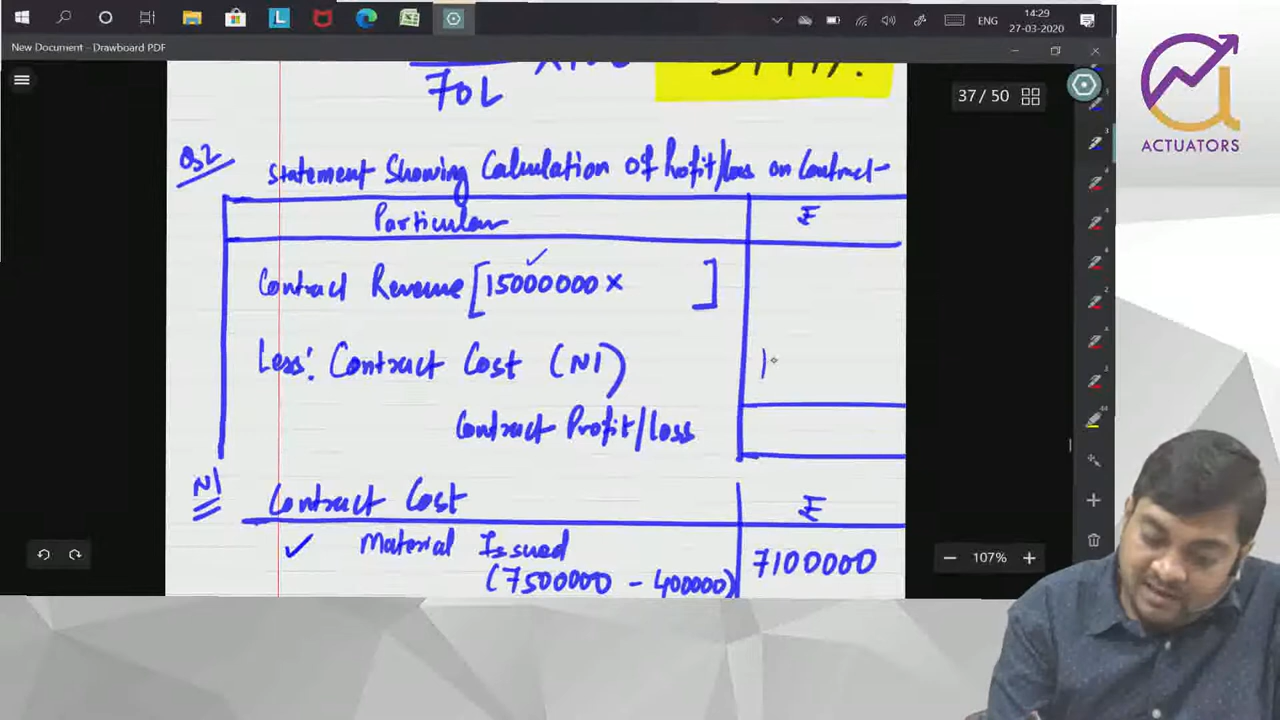 14:29
ENG
27-03-2020
New Document - Drawboard PDF
37 / 50
70L
ACTUATORS
Qs2
Statement Showing Calculation of Profit/Loss on Contract
Particular ₹
Contract Revenue [15000000× ]
Less: Contract Cost (N1)
Contract Profit/Loss
N1 Contract Cost ₹
✓ Material Issued
(7500000 - 400000) 7100000
107%